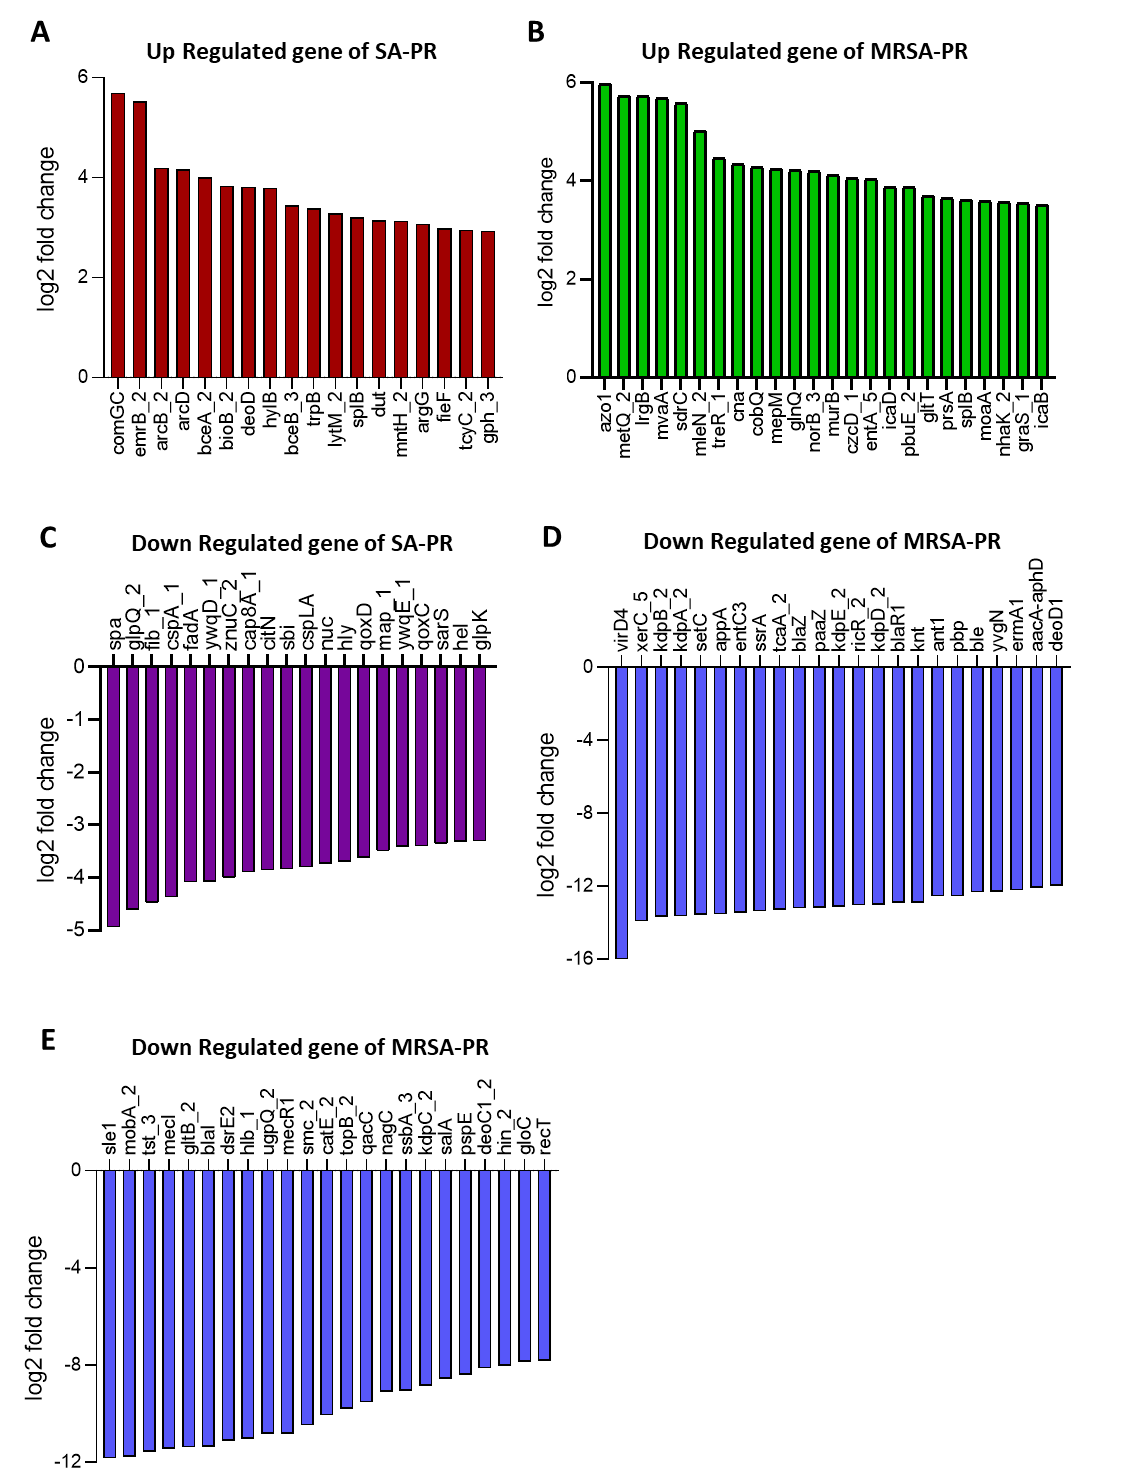 A
Up Regulated gene of SA-PR
log2 fold change
6
4
2
0
comGC
emrB_2
arcB_2
arcD
bceA_2
bioB_2
deoD
hylB
bceB_3
trpB
lytM_2
splB
dut
mntH_2
argG
fieF
tcyC_2
gph_3
B
Up Regulated gene of MRSA-PR
log2 fold change
6
4
2
0
azo1
metQ_2
lrgB
mvaA
sdrC
mleN_2
treR_1
cna
cobQ
mepM
glnQ
norB_3
murB
czcD_1
entA_5
icaD
pbuE_2
gltT
prsA
splB
moaA
nhaK_2
graS_1
icaB
C
Down Regulated gene of SA-PR
spa
glpQ_2
fib_1
cspA_1
fadA
ywqD_1
znuC_2
cap8A_1
citN
sbi
cspLA
nuc
hly
qoxD
map_1
ywqE_1
qoxC
sarS
hel
glpK
log2 fold change
0
-1
-2
-3
-4
-5
D
Down Regulated gene of MRSA-PR
virD4
xerC_5
kdpB_2
kdpA_2
setC
appA
entC3
ssrA
tcaA_2
blaZ
paaZ
kdpE_2
ricR_2
kdpD_2
blaR1
knt
ant1
pbp
ble
yvgN
ermA1
aacA-aphD
deoD1
log2 fold change
0
-4
-8
-12
-16
E
Down Regulated gene of MRSA-PR
sle1
mobA_2
tst_3
mecI
gltB_2
blaI
dsrE2
hlb_1
ugpQ_2
mecR1
smc_2
catE_2
topB_2
qacC
nagC
ssbA_3
kdpC_2
salA
pspE
deoC1_2
hin_2
gloC
recT
log2 fold change
0
-4
-8
-12